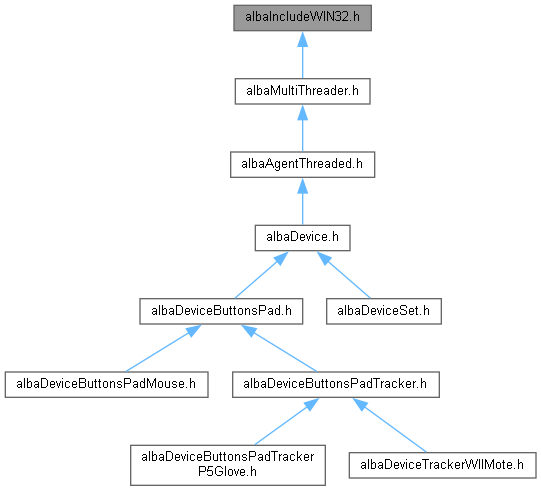 albaIncludeWIN32.h
albaMultiThreader.h
albaAgentThreaded.h
albaDevice.h
albaDeviceButtonsPad.h
albaDeviceSet.h
albaDeviceButtonsPadMouse.h
albaDeviceButtonsPadTracker.h
albaDeviceButtonsPadTracker
P5Glove.h
albaDeviceTrackerWIIMote.h